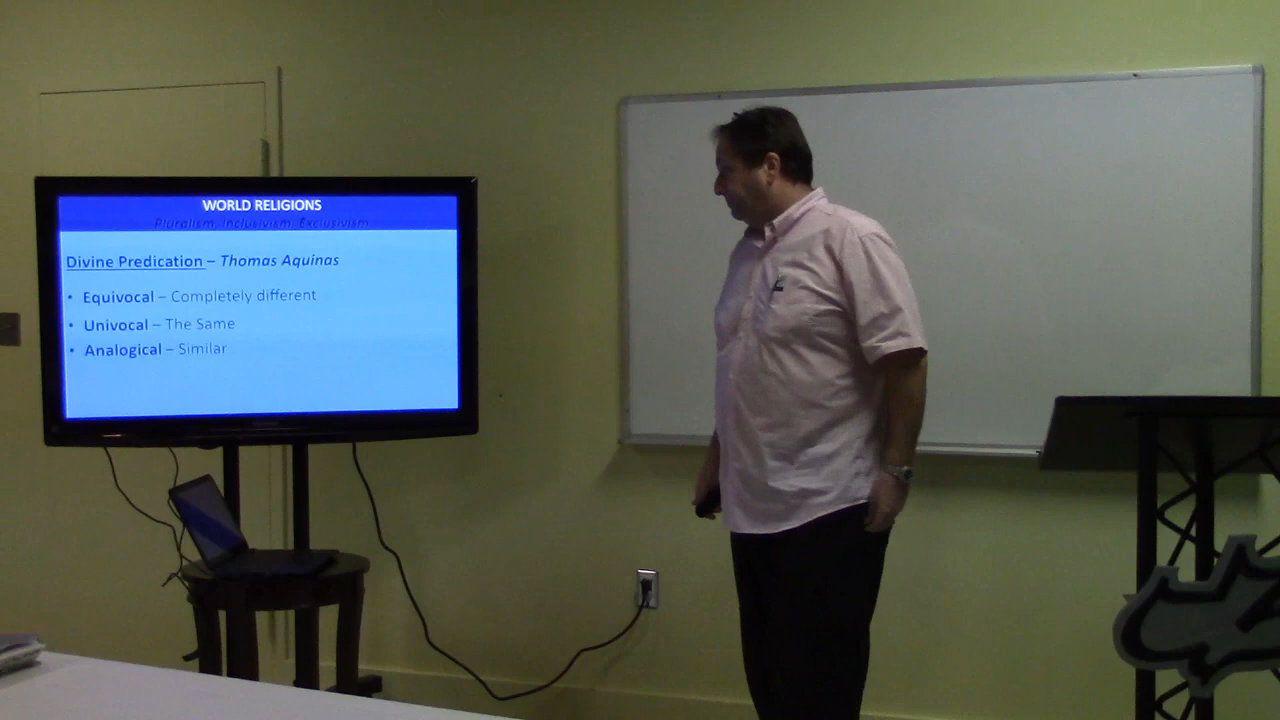 WORLD RELIGIONS
Pluralism, Inclusivism, Exclusivism
Divine Predication – Thomas Aquinas
• Equivocal – Completely different
• Univocal – The Same
• Analogical – Similar